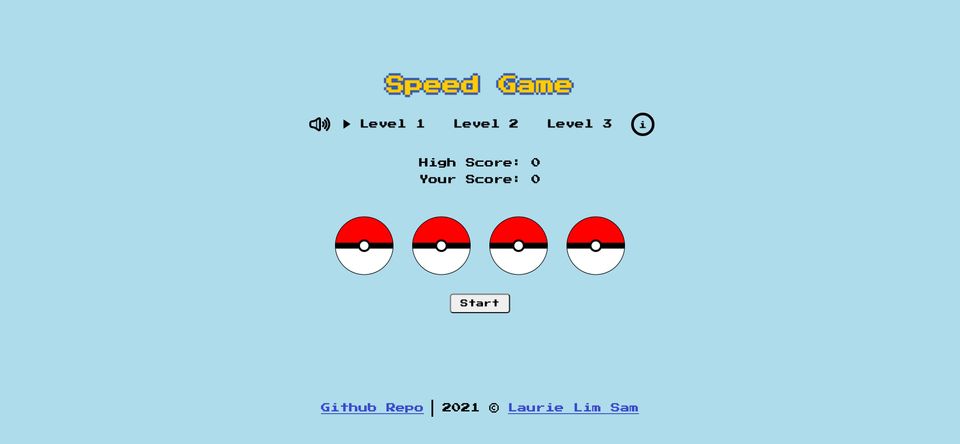 Speed Game
Level 1 Level 2 Level 3 i
High Score: 0
Your Score: 0
Start
Github Repo | 2021 © Laurie Lim Sam